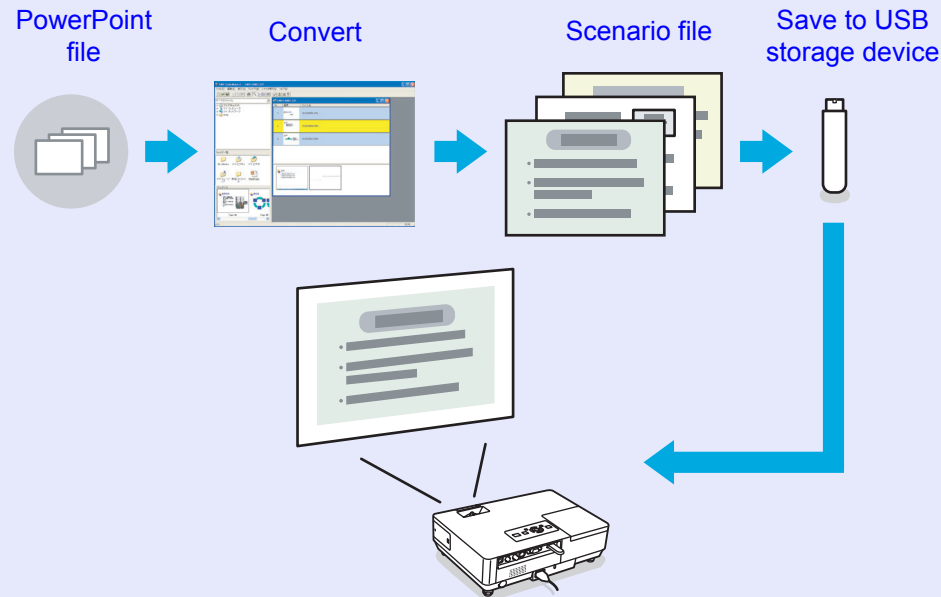 PowerPoint
file
Convert
Scenario file
Save to USB
storage device